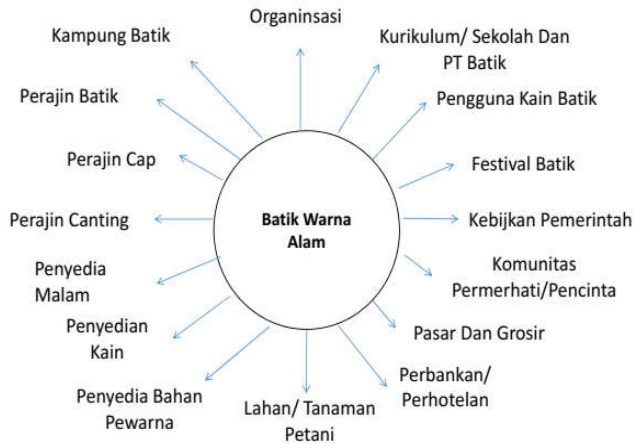 Organinsasi
Kampung Batik
Kurikulum/ Sekolah Dan
PT Batik
Perajin Batik
Pengguna Kain Batik
Perajin Cap
Festival Batik
Perajin Canting
Batik Warna
Alam
Kebijkan Pemerintah
Penyedia
Malam
Komunitas
Permerhati/Pencinta
Penyedian
Kain
Pasar Dan Grosir
Penyedia Bahan
Pewarna
Lahan/ Tanaman
Petani
Perbankan/
Perhotelan